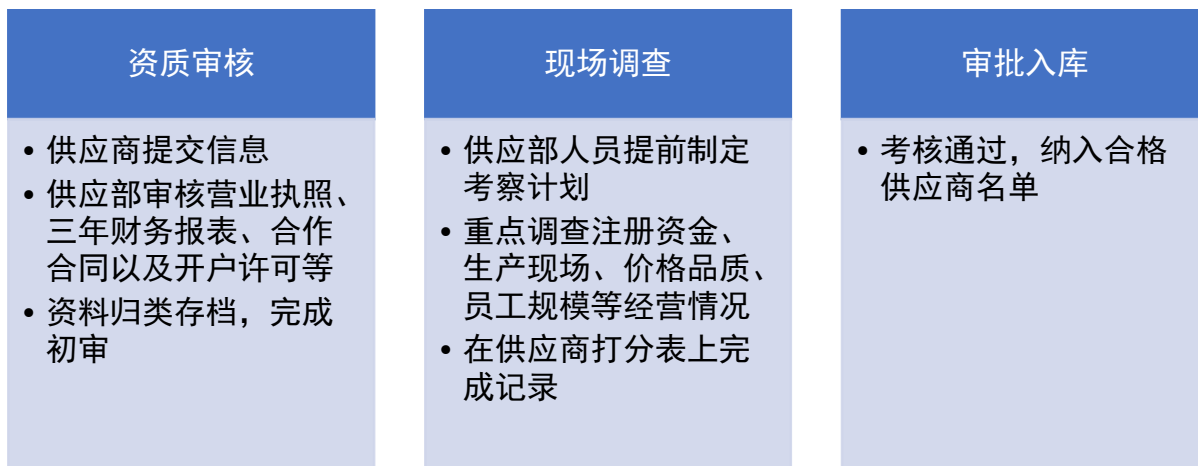 资质审核
• 供应商提交信息
• 供应部审核营业执照、
三年财务报表、合作
合同以及开户许可等
• 资料归类存档，完成
初审
现场调查
• 供应部人员提前制定
考察计划
• 重点调查注册资金、
生产现场、价格品质、
员工规模等经营情况
• 在供应商打分表上完
成记录
审批入库
• 考核通过，纳入合格
供应商名单